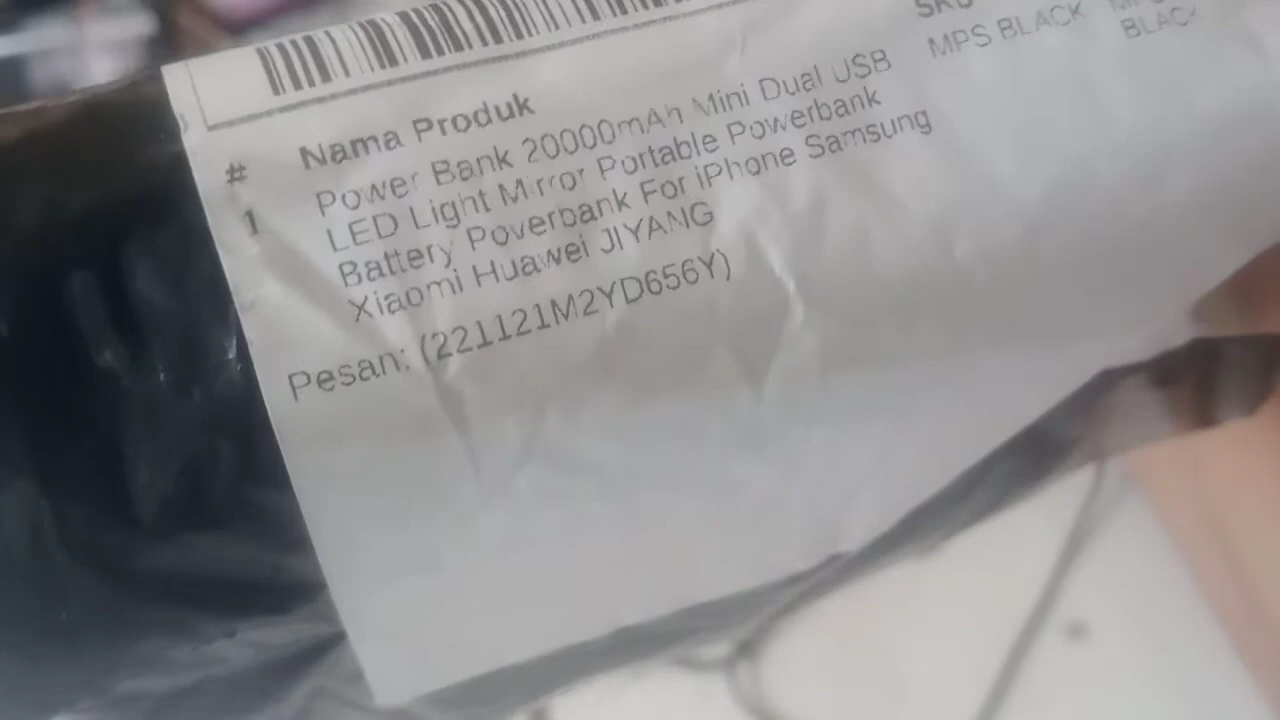 SKU
# Nama Produk
MPS BLACK
BLACK
1 Power Bank 20000mAh Mini Dual USB
LED Light Mirror Portable Powerbank
Battery Poverbank For iPhone Samsung
Xiaomi Huawei JIYANG
Pesan: (221121M2YD656Y)